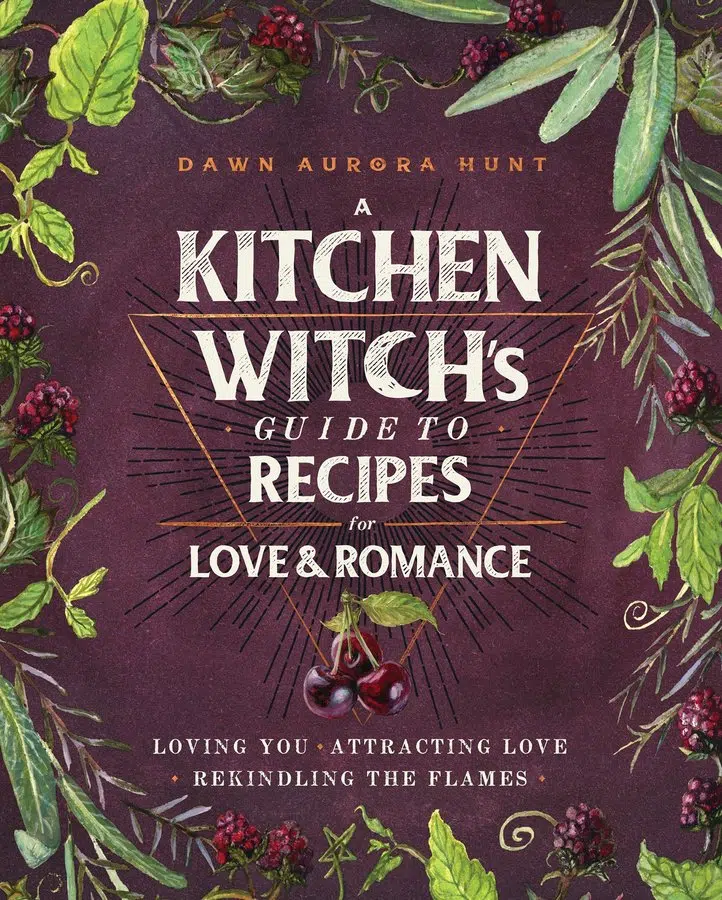 DAWN AURORA HUNT
A
KITCHEN
WITCH's
GUIDE TO
RECIPES
for
LOVE & ROMANCE
LOVING YOU • ATTRACTING LOVE
• REKINDLING THE FLAMES •